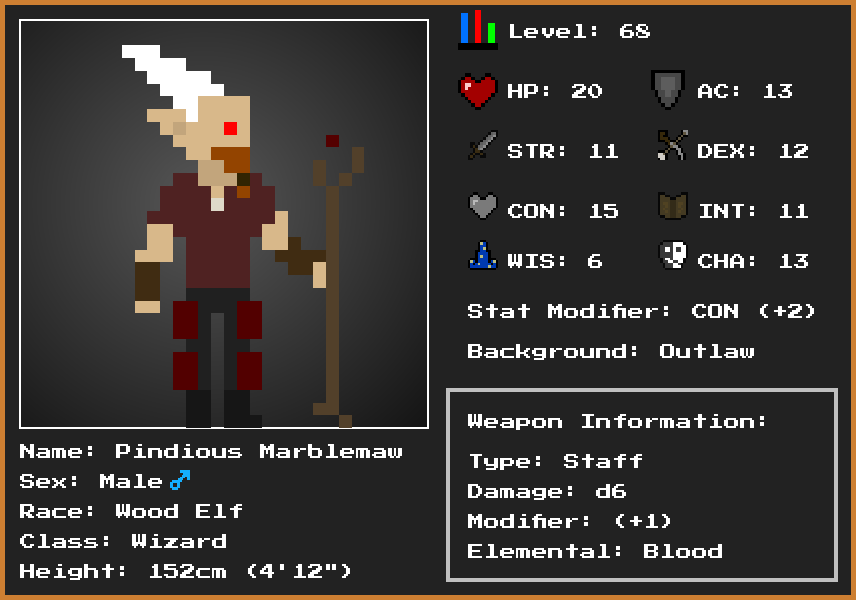 Level: 68
HP: 20
AC: 13
STR: 11
DEX: 12
CON: 15
INT: 11
WIS: 6
CHA: 13
Stat Modifier: CON (+2)
Background: Outlaw
Weapon Information:
Type: Staff
Damage: d6
Modifier: (+1)
Elemental: Blood
Name: Pindious Marblemaw
Sex: Male♂
Race: Wood Elf
Class: Wizard
Height: 152cm (4'12")